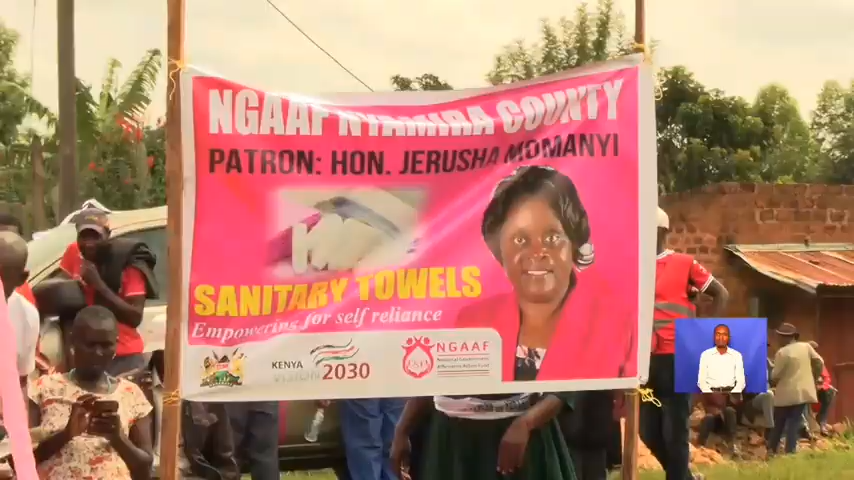 NGAAF NYAMIRA COUNTY
PATRON: HON. JERUSHA MOMANYI
SANITARY TOWELS
Empowering for self reliance
KENYA
VISION 2030
NGAAF